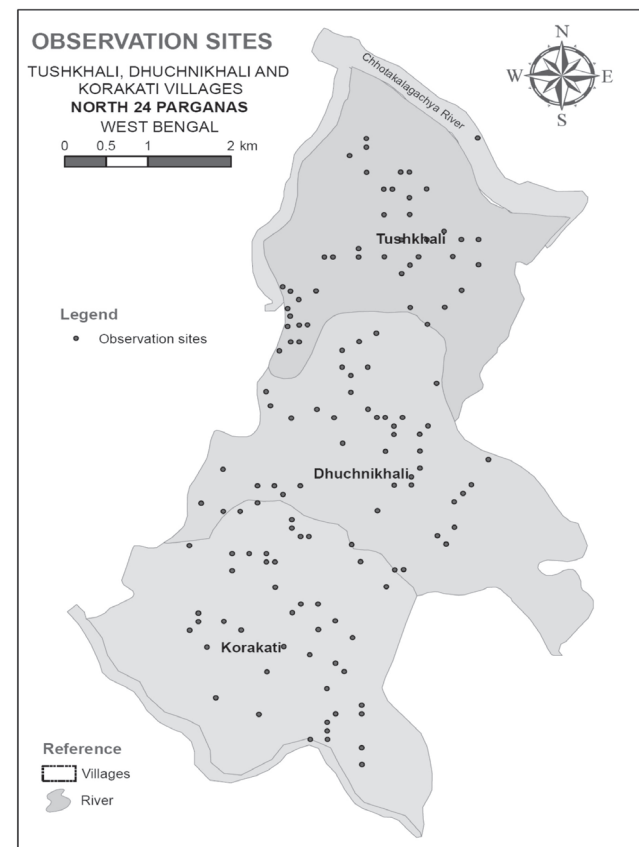 OBSERVATION SITES
TUSHKHALI, DHUCHNIKHALI AND
KORAKATI VILLAGES
NORTH 24 PARGANAS
WEST BENGAL
0 0.5 1 2 km
N
W E
S
Chhotakalagachya River
Tushkhali
Legend
Observation sites
Dhuchnikhali
Korakati
Reference
Villages
River